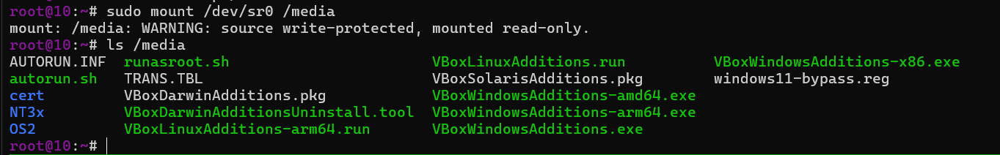 root@10:~# sudo mount /dev/sr0 /media
mount: /media: WARNING: source write-protected, mounted read-only.
root@10:~# ls /media
AUTORUN.INF  runasroot.sh                    VBoxLinuxAdditions.run          VBoxWindowsAdditions-x86.exe
autorun.sh   TRANS.TBL                       VBoxSolarisAdditions.pkg        windows11-bypass.reg
cert         VBoxDarwinAdditions.pkg         VBoxWindowsAdditions-amd64.exe
NT3x         VBoxDarwinAdditionsUninstall.tool  VBoxWindowsAdditions-arm64.exe
OS2          VBoxLinuxAdditions-arm64.run    VBoxWindowsAdditions.exe
root@10:~#